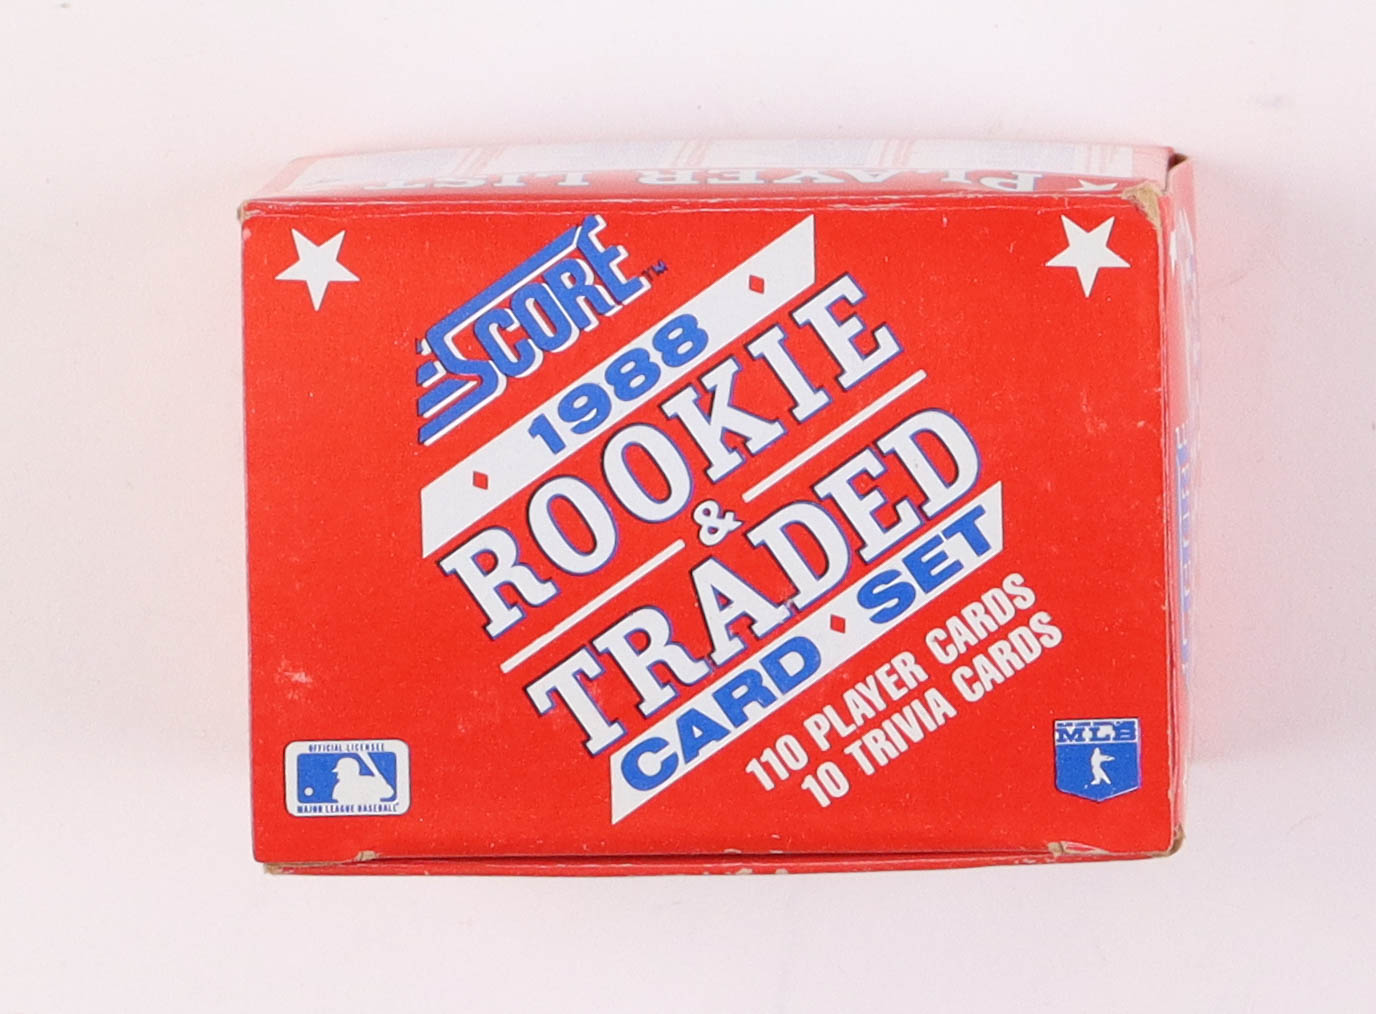 PLAYER LIST
SCORE™
1988
ROOKIE
&
TRADED
CARD SET
110 PLAYER CARDS
10 TRIVIA CARDS
OFFICIAL LICENSEE
MAJOR LEAGUE BASEBALL
MLB